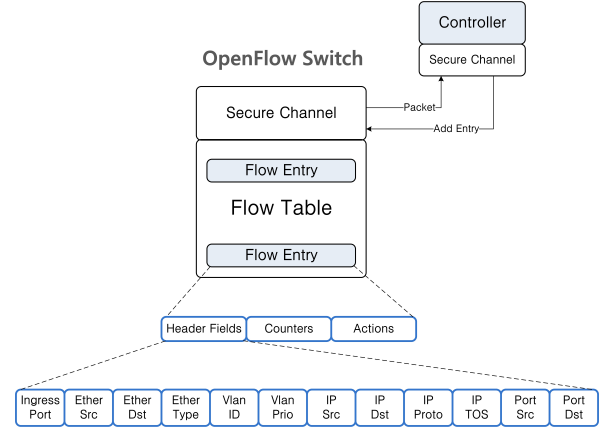 Controller
OpenFlow Switch
Secure Channel
Secure Channel
Packet
Add Entry
Flow Entry
Flow Table
Flow Entry
Header Fields Counters Actions
Ingress Port
Ether Src
Ether Dst
Ether Type
Vlan ID
Vlan Prio
IP Src
IP Dst
IP Proto
IP TOS
Port Src
Port Dst